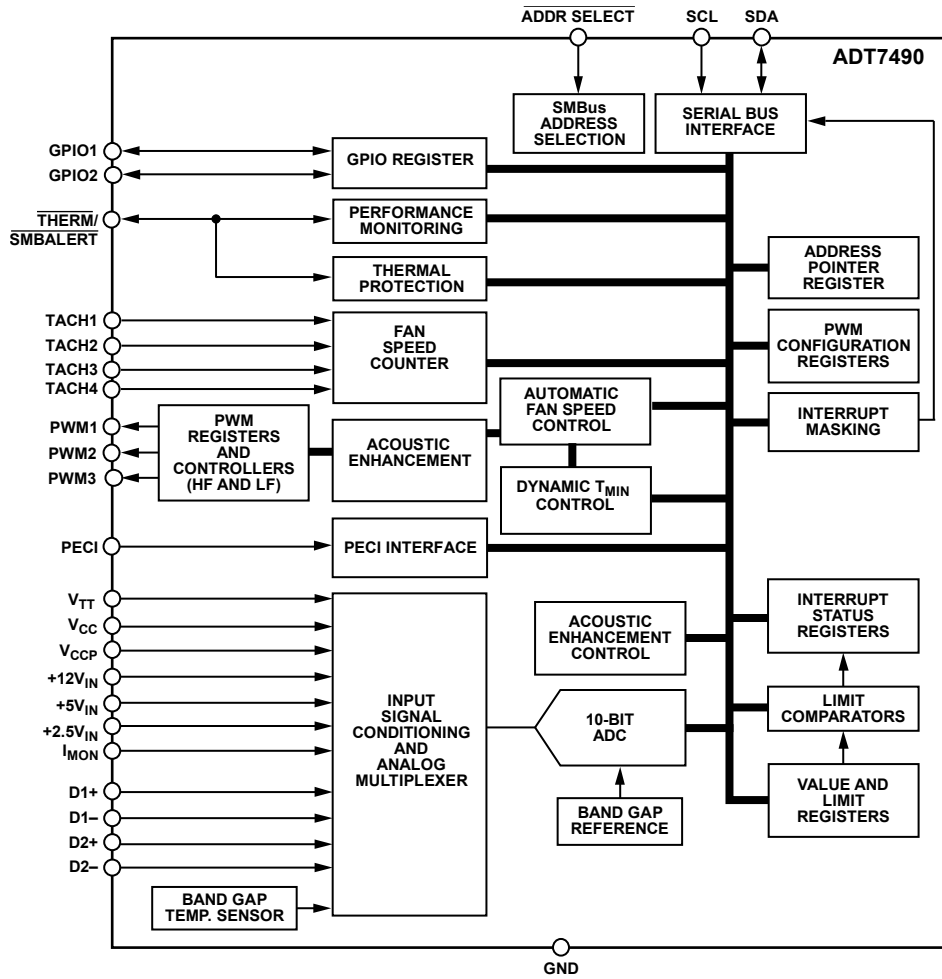 ADDR SELECT
SCL
SDA
ADT7490
SMBus
ADDRESS
SELECTION
SERIAL BUS
INTERFACE
GPIO1
GPIO2
GPIO REGISTER
THERM/
SMBALERT
PERFORMANCE
MONITORING
THERMAL
PROTECTION
ADDRESS
POINTER
REGISTER
TACH1
TACH2
TACH3
TACH4
FAN
SPEED
COUNTER
PWM
CONFIGURATION
REGISTERS
AUTOMATIC
FAN SPEED
CONTROL
INTERRUPT
MASKING
PWM1
PWM2
PWM3
PWM
REGISTERS
AND
CONTROLLERS
(HF AND LF)
ACOUSTIC
ENHANCEMENT
DYNAMIC TMIN
CONTROL
PECI
PECI INTERFACE
VTT
VCC
VCCP
+12VIN
+5VIN
+2.5VIN
IMON
D1+
D1–
D2+
D2–
INPUT
SIGNAL
CONDITIONING
AND
ANALOG
MULTIPLEXER
ACOUSTIC
ENHANCEMENT
CONTROL
INTERRUPT
STATUS
REGISTERS
10-BIT
ADC
LIMIT
COMPARATORS
BAND GAP
REFERENCE
VALUE AND
LIMIT
REGISTERS
BAND GAP
TEMP. SENSOR
GND